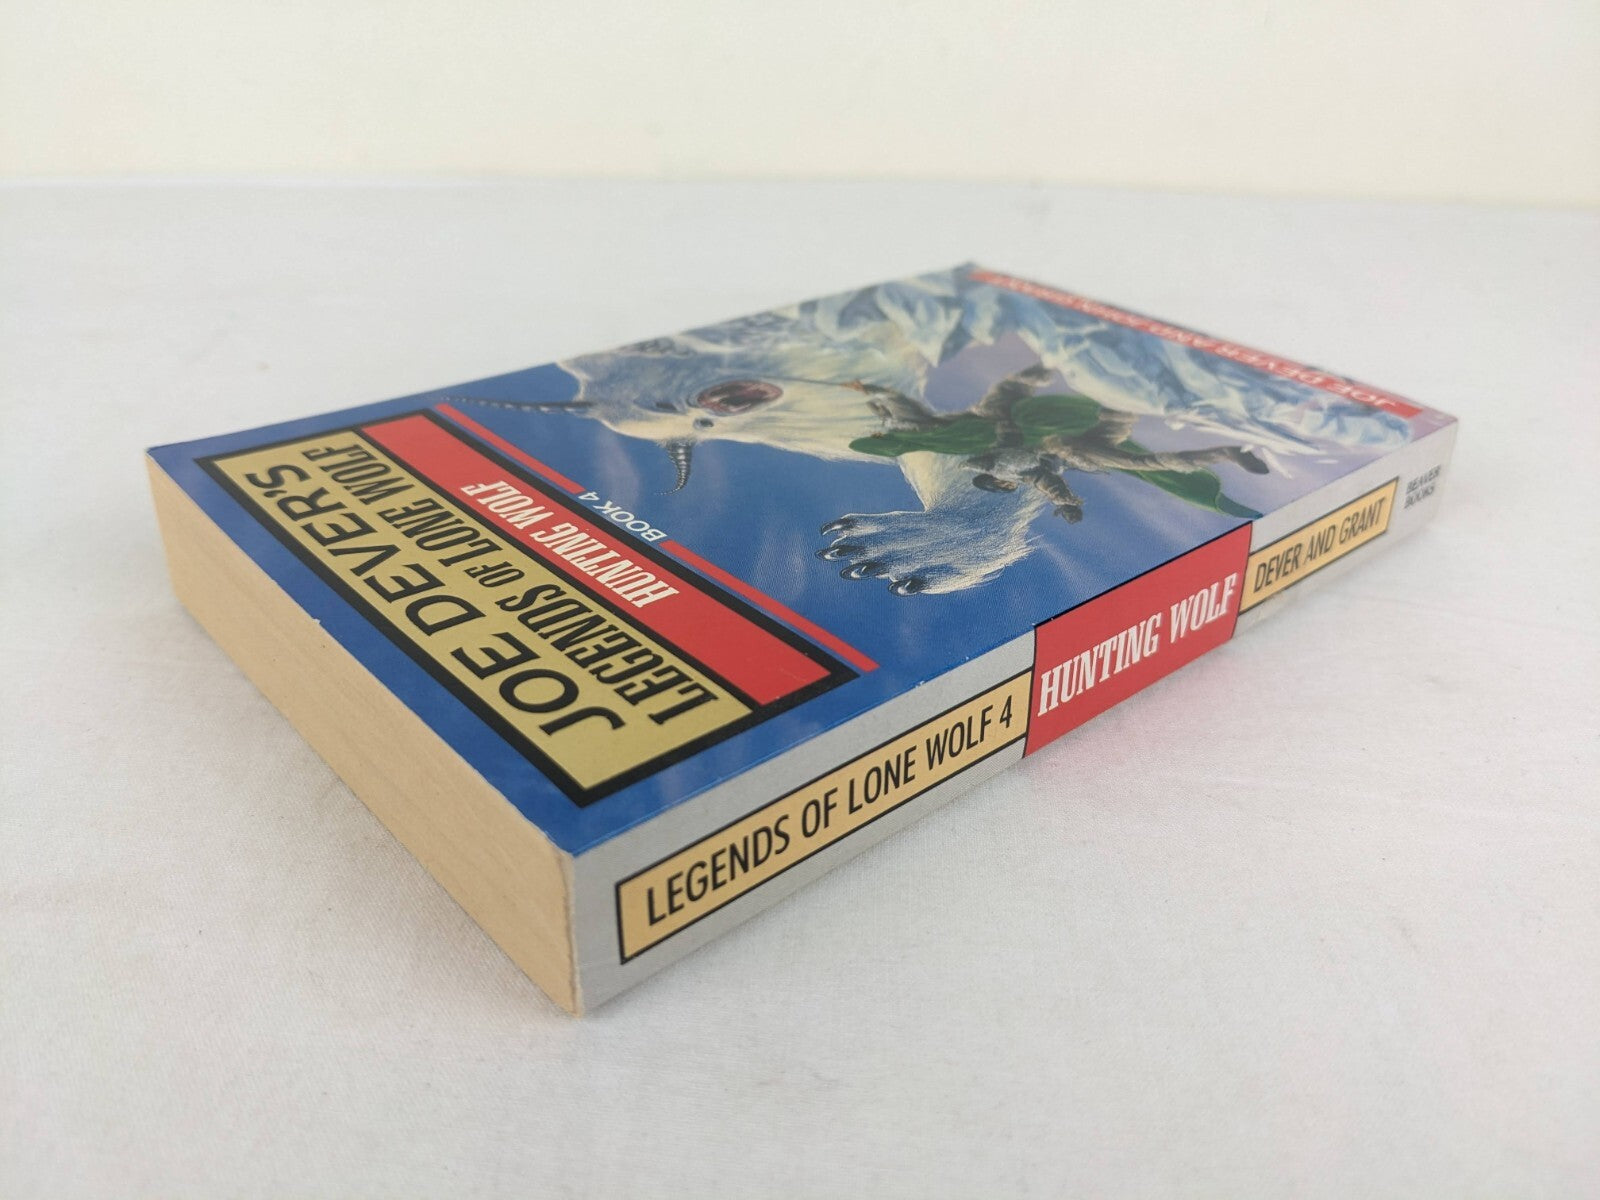 JOE DEVER'S
LEGENDS OF LONE WOLF
HUNTING WOLF
BOOK 4
JOE DEVER AND JOHN GRANT
LEGENDS OF LONE WOLF 4
HUNTING WOLF
DEVER AND GRANT
BEAVER
BOOKS